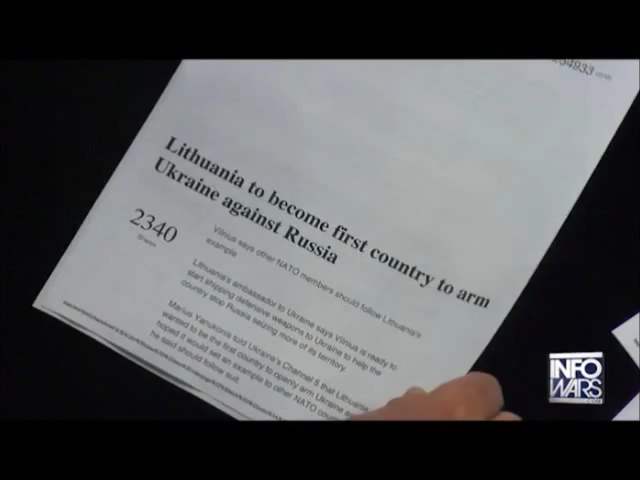 54933
Lithuania to become first country to arm
Ukraine against Russia
2340
Shares
Vilnius says other NATO members should follow Lithuania's
example
Lithuania's ambassador to Ukraine says Vilnius is ready to
start shipping defensive weapons to Ukraine to help the
country stop Russia seizing more of its territory.
Marius Yanukonis told Ukraine's Channel 5 that Lithuania
wanted to be the first country to openly arm Ukraine
hoped it would set an example to other NATO
he said should follow suit.
INFO
WARS
.COM